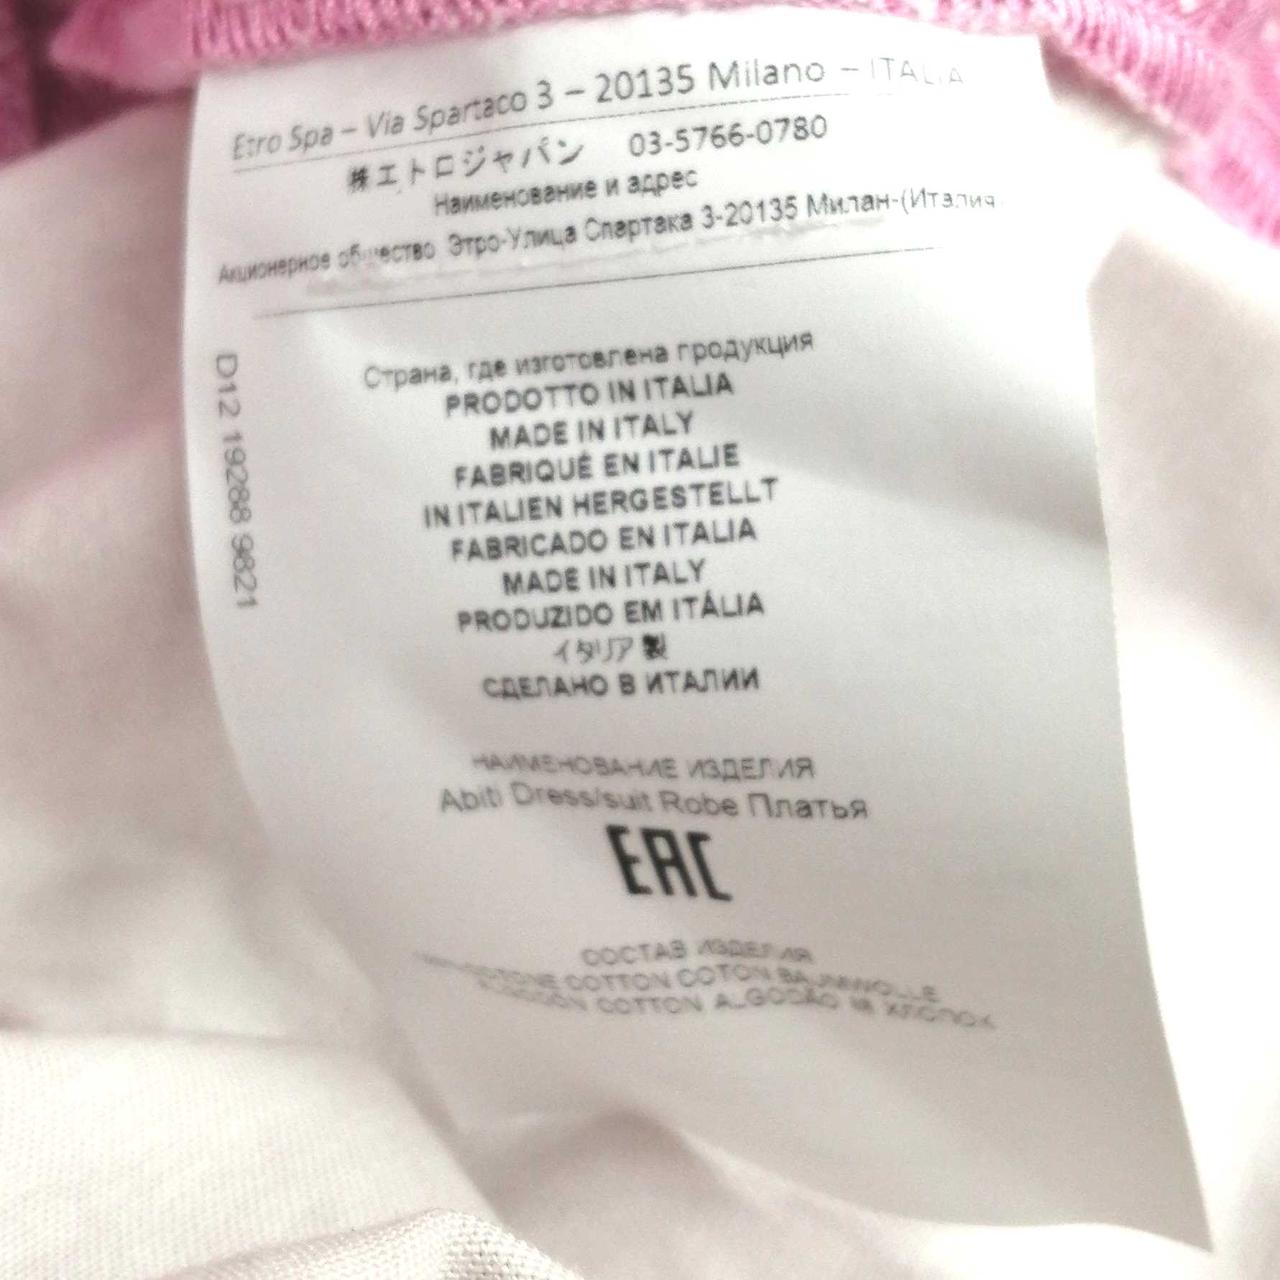 Etro Spa – Via Spartaco 3 – 20135 Milano – ITALIA
㈱エトロジャパン 03-5766-0780
Наименование и адрес
Акционерное общество Этро-Улица Спартака 3-20135 Милан-(Италия
D12 19288 9821
Страна, где изготовлена продукция
PRODOTTO IN ITALIA
MADE IN ITALY
FABRIQUÉ EN ITALIE
IN ITALIEN HERGESTELLT
FABRICADO EN ITALIA
MADE IN ITALY
PRODUZIDO EM ITÁLIA
イタリア製
СДЕЛАНО В ИТАЛИИ
НАИМЕНОВАНИЕ ИЗДЕЛИЯ
Abiti Dress/suit Robe Платья
EAC
СОСТАВ ИЗДЕЛИЯ
COTTON COTON BAUMWOLLE
COTTON ALGODÃO ХЛОПОК